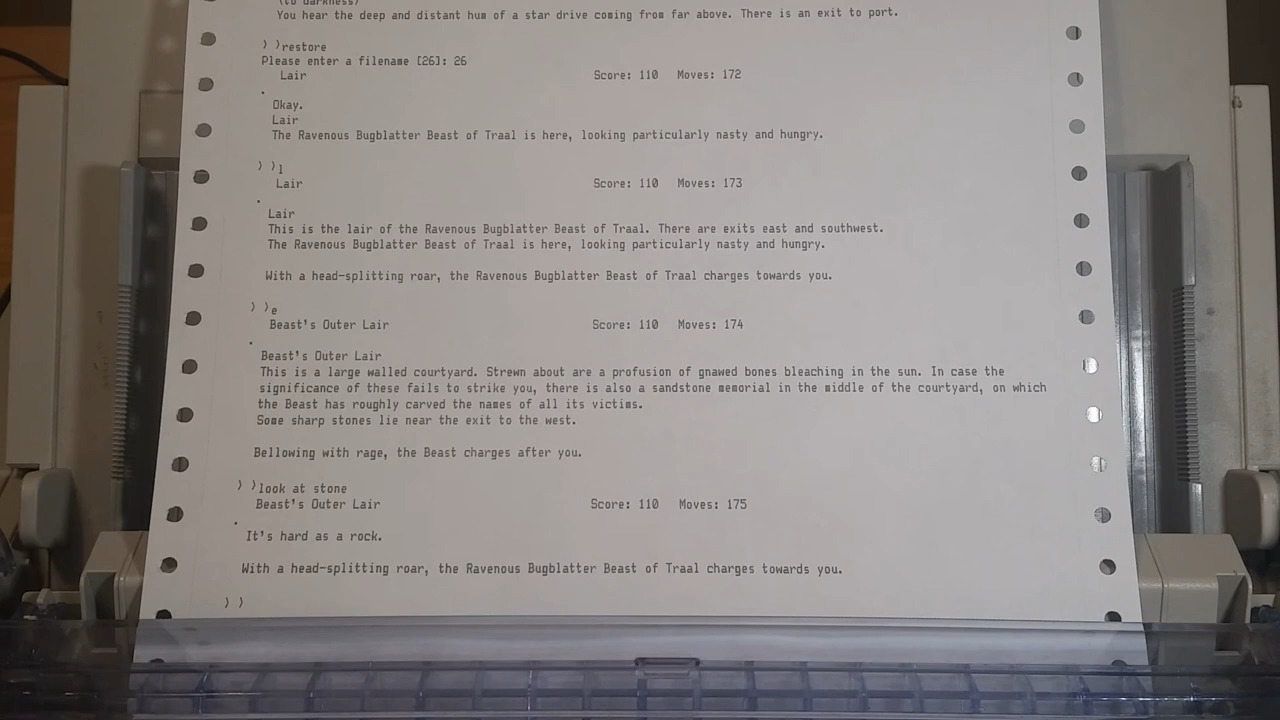 (to darkness)
You hear the deep and distant hum of a star drive coming from far above. There is an exit to port.
> >restore
Please enter a filename [26]: 26
Lair Score: 110 Moves: 172
.
Okay.
Lair
The Ravenous Bugblatter Beast of Traal is here, looking particularly nasty and hungry.
> >l
Lair Score: 110 Moves: 173
.
Lair
This is the lair of the Ravenous Bugblatter Beast of Traal. There are exits east and southwest.
The Ravenous Bugblatter Beast of Traal is here, looking particularly nasty and hungry.
With a head-splitting roar, the Ravenous Bugblatter Beast of Traal charges towards you.
> >e
Beast's Outer Lair Score: 110 Moves: 174
.
Beast's Outer Lair
This is a large walled courtyard. Strewn about are a profusion of gnawed bones bleaching in the sun. In case the
significance of these fails to strike you, there is also a sandstone memorial in the middle of the courtyard, on which
the Beast has roughly carved the names of all its victims.
Some sharp stones lie near the exit to the west.
Bellowing with rage, the Beast charges after you.
> >look at stone
Beast's Outer Lair Score: 110 Moves: 175
.
It's hard as a rock.
With a head-splitting roar, the Ravenous Bugblatter Beast of Traal charges towards you.
> >